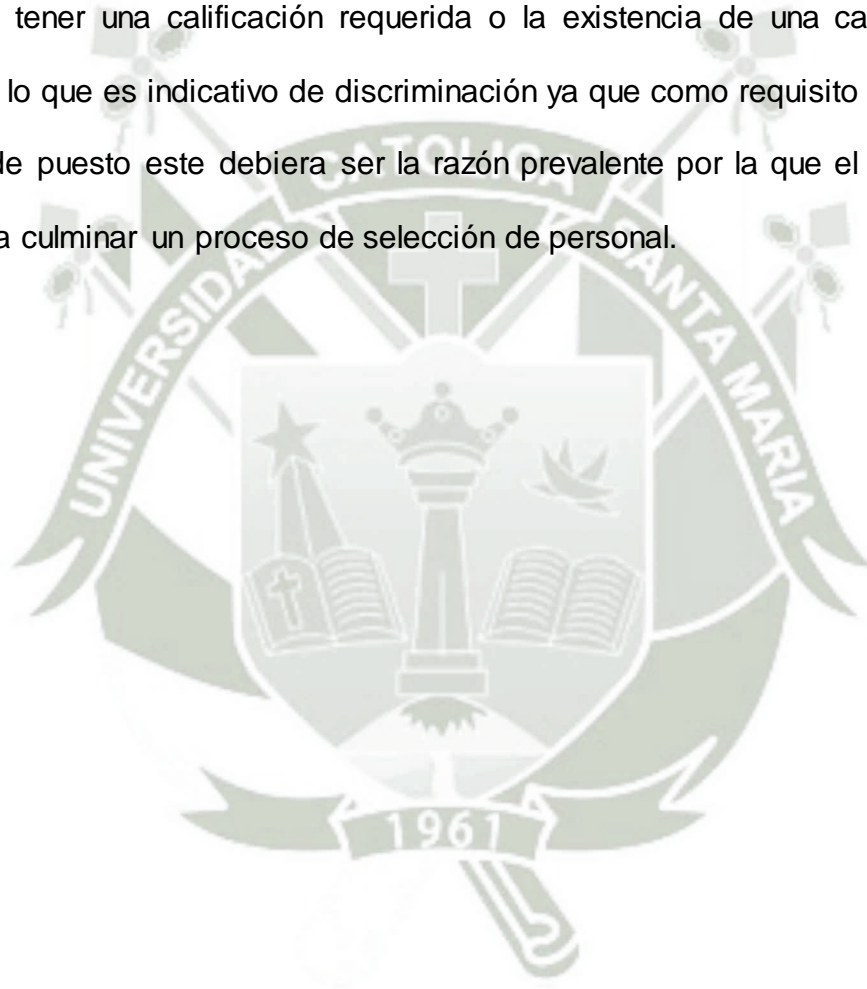 tener una calificación requerida o la existencia de una ca
lo que es indicativo de discriminación ya que como requisito
de puesto este debiera ser la razón prevalente por la que el
a culminar un proceso de selección de personal.
UNIVERSIDAD CATOLICA SANTA MARIA
1961